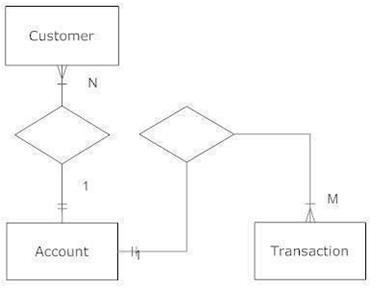 Customer
N
1
M
1
Account
Transaction